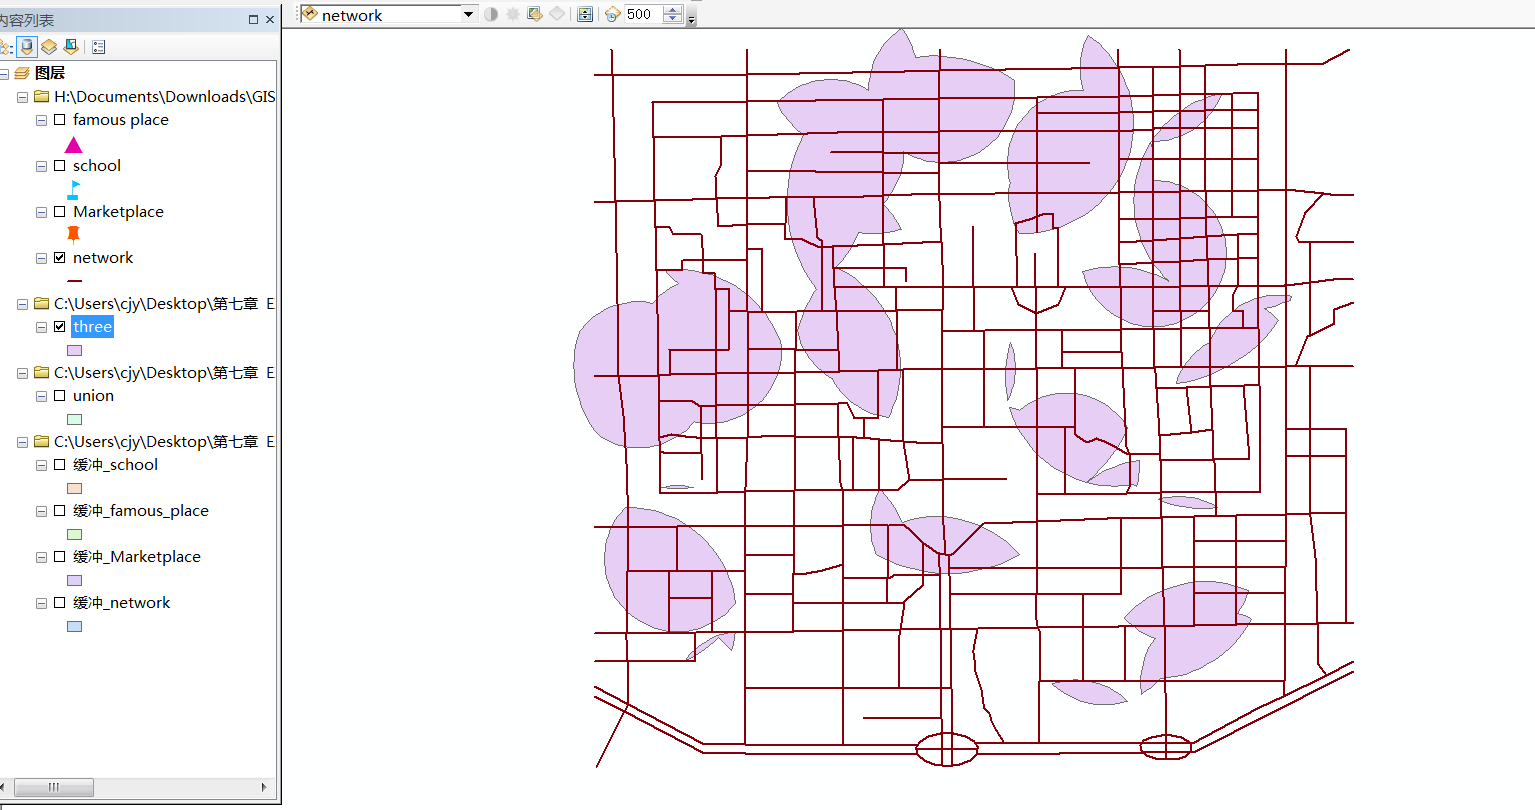 内容列表
network
500
图层
H:\Documents\Downloads\GIS
famous place
school
Marketplace
network
C:\Users\cjy\Desktop\第七章 E
three
C:\Users\cjy\Desktop\第七章 E
union
C:\Users\cjy\Desktop\第七章 E
缓冲_school
缓冲_famous_place
缓冲_Marketplace
缓冲_network